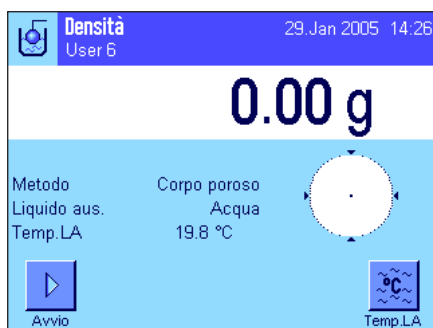 Densità 29.Jan 2005 14:26
User 6
0.00 g
Metodo Corpo poroso
Liquido aus. Acqua
Temp.LA 19.8 °C
°C
Avvio Temp.LA